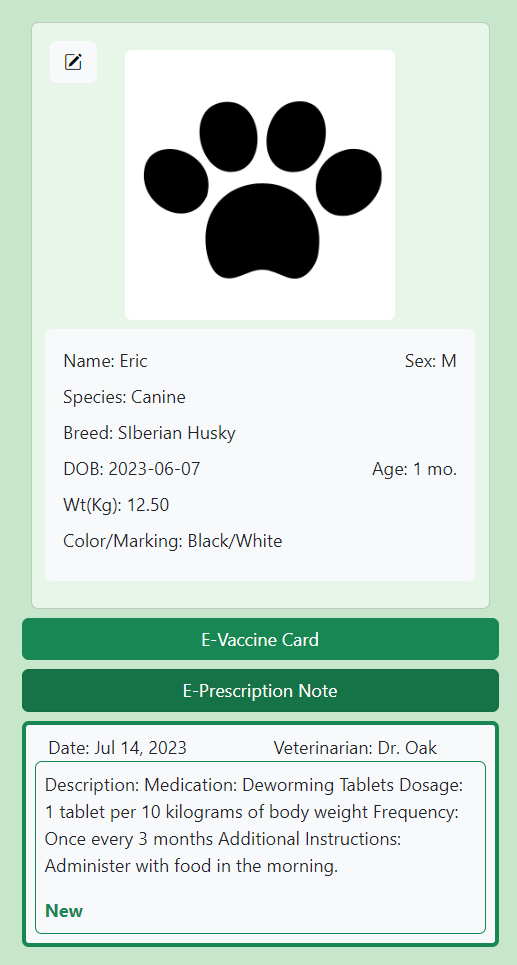 Name: Eric Sex: M
Species: Canine
Breed: SIberian Husky
DOB: 2023-06-07 Age: 1 mo.
Wt(Kg): 12.50
Color/Marking: Black/White
E-Vaccine Card
E-Prescription Note
Date: Jul 14, 2023 Veterinarian: Dr. Oak
Description: Medication: Deworming Tablets Dosage:
1 tablet per 10 kilograms of body weight Frequency:
Once every 3 months Additional Instructions:
Administer with food in the morning.
New